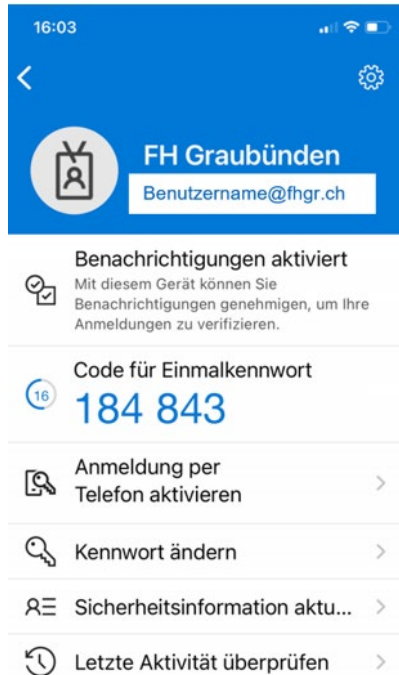 16:03
FH Graubünden
Benutzername@fhgr.ch
Benachrichtigungen aktiviert
Mit diesem Gerät können Sie
Benachrichtigungen genehmigen, um Ihre
Anmeldungen zu verifizieren.
Code für Einmalkennwort
16
184 843
Anmeldung per
Telefon aktivieren
Kennwort ändern
Sicherheitsinformation aktu...
Letzte Aktivität überprüfen